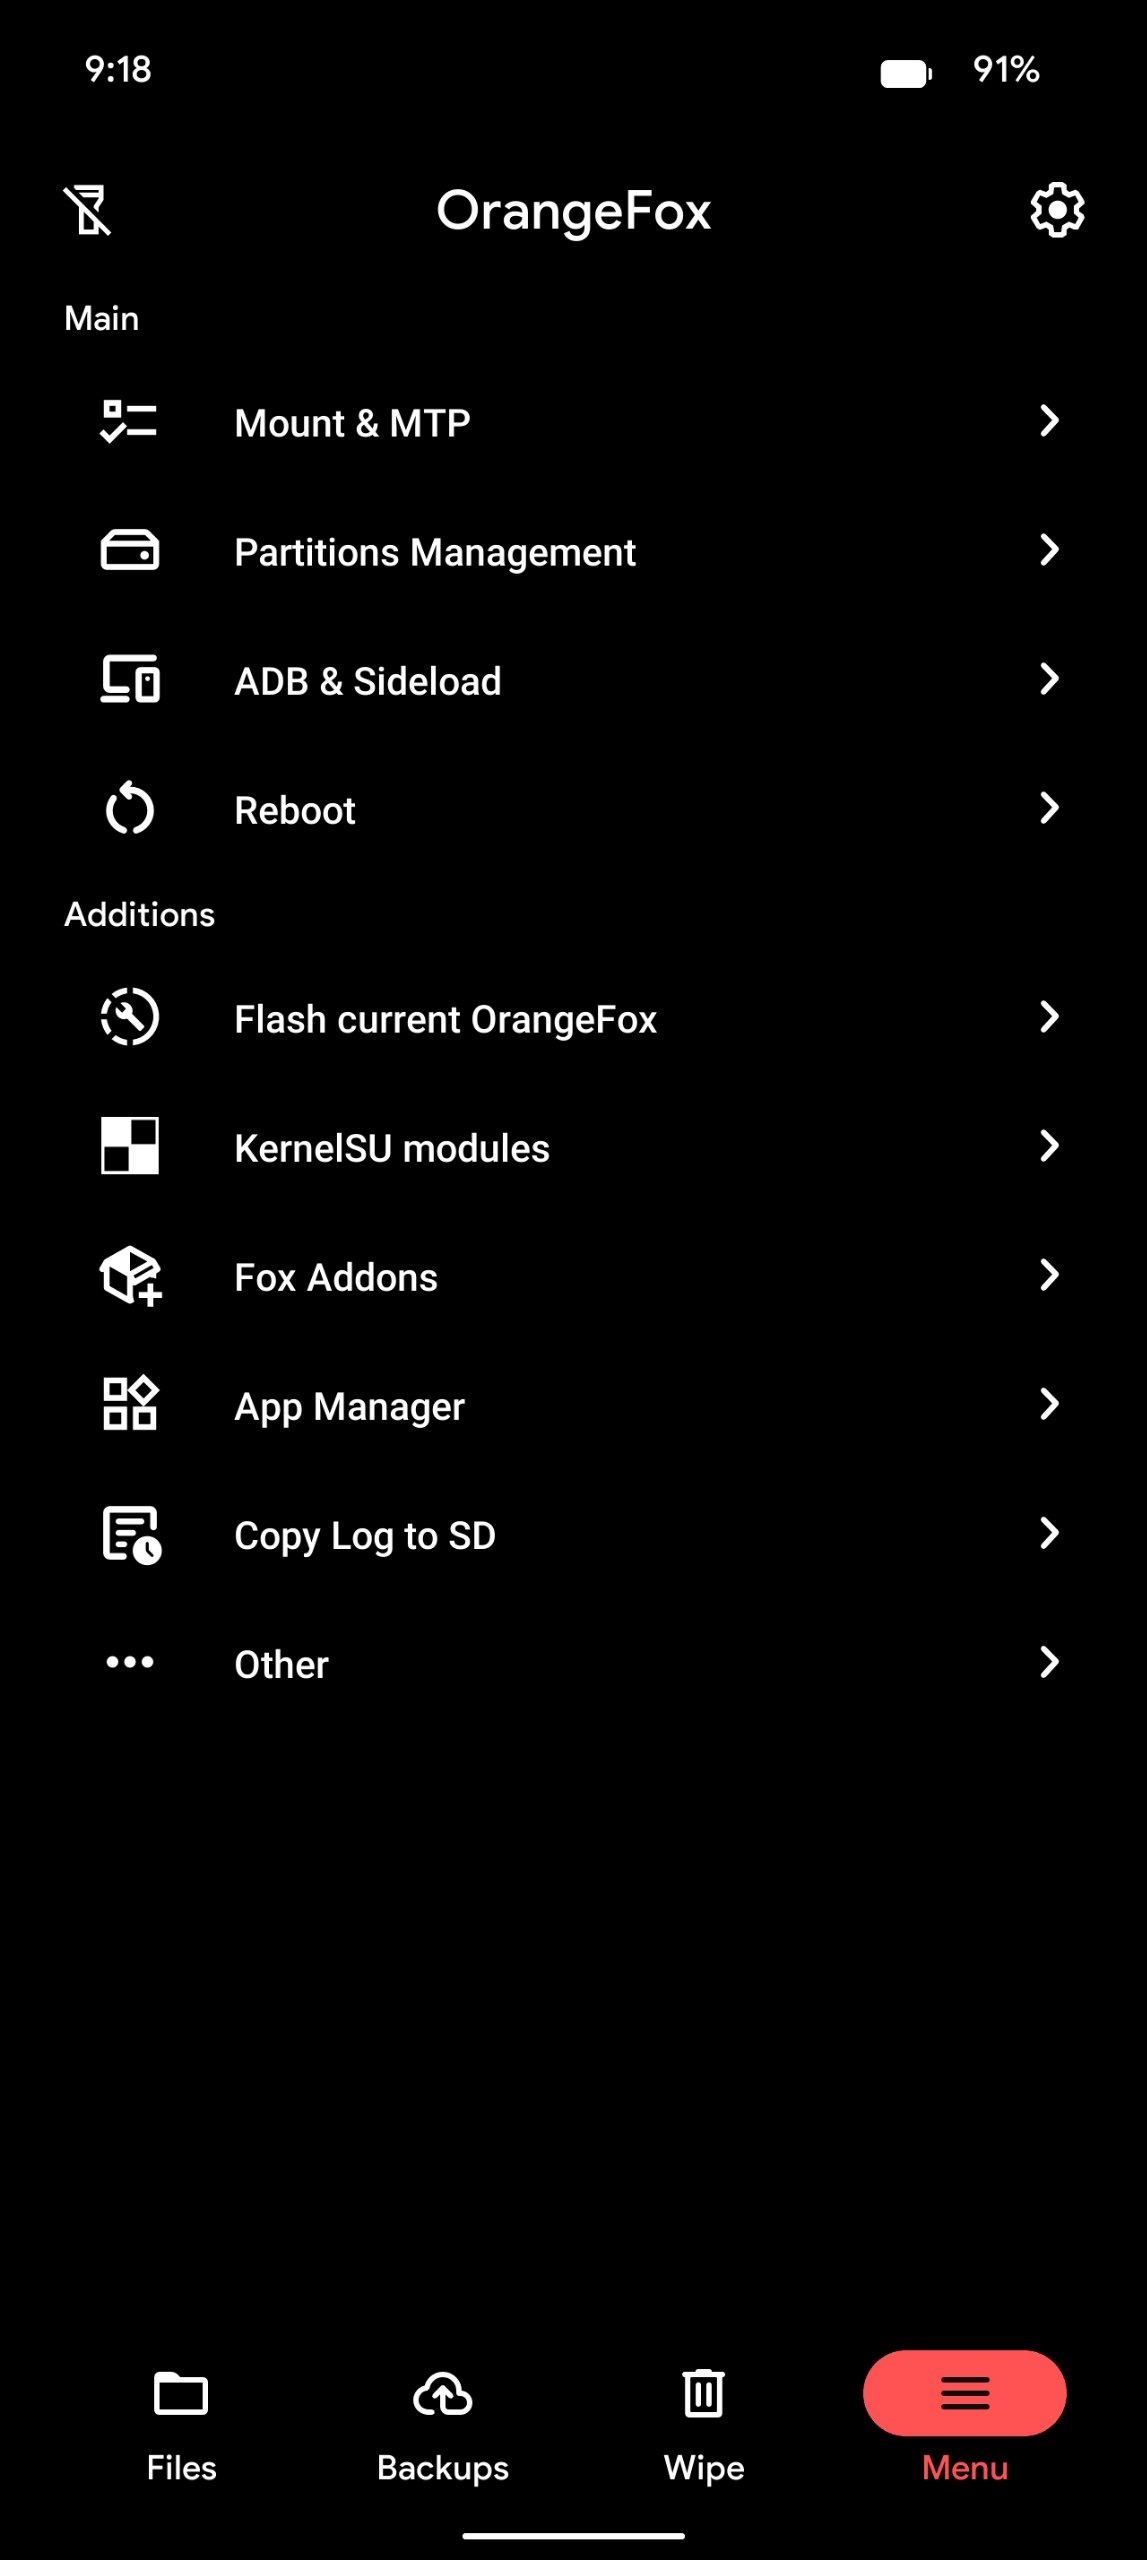 9:18
91%
OrangeFox
Main
Mount & MTP
Partitions Management
ADB & Sideload
Reboot
Additions
Flash current OrangeFox
KernelSU modules
Fox Addons
App Manager
Copy Log to SD
Other
Files
Backups
Wipe
Menu